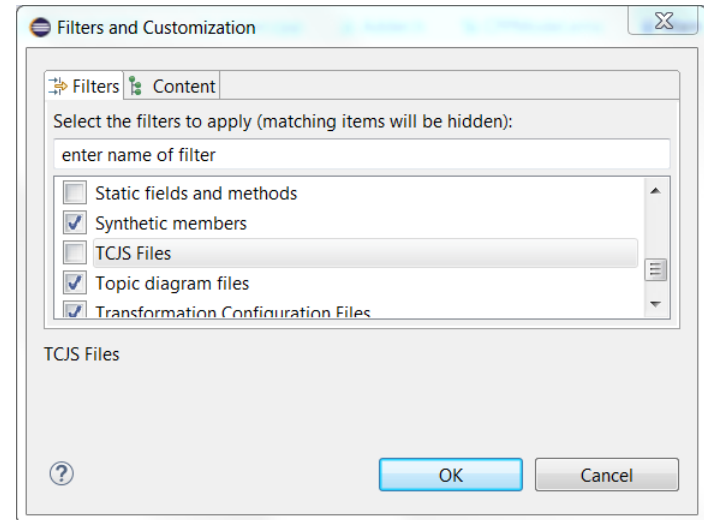 Filters and Customization
Filters
Content
Select the filters to apply (matching items will be hidden):
enter name of filter
Static fields and methods
Synthetic members
TCJS Files
Topic diagram files
Transformation Configuration Files
TCJS Files
?
OK
Cancel